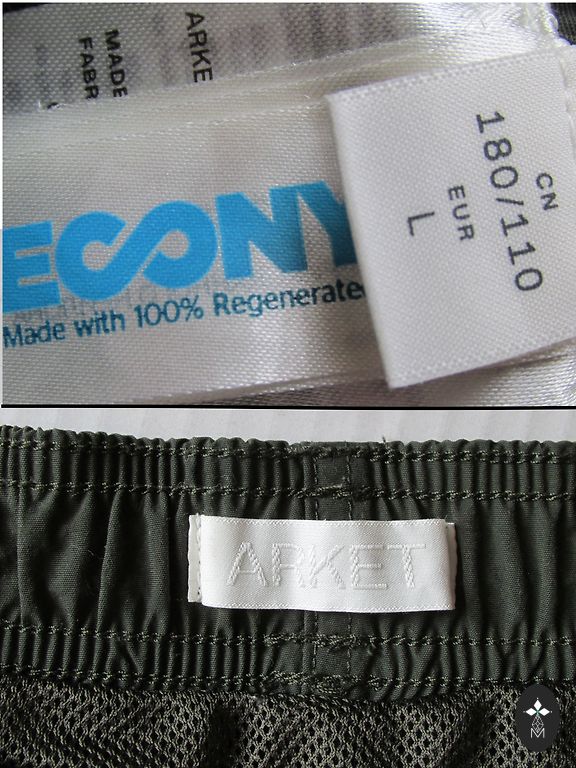 ARKE
MADE
FABR
ECONY
Made with 100% Regenerate
CN
180/110
EUR
L
ARKET
M